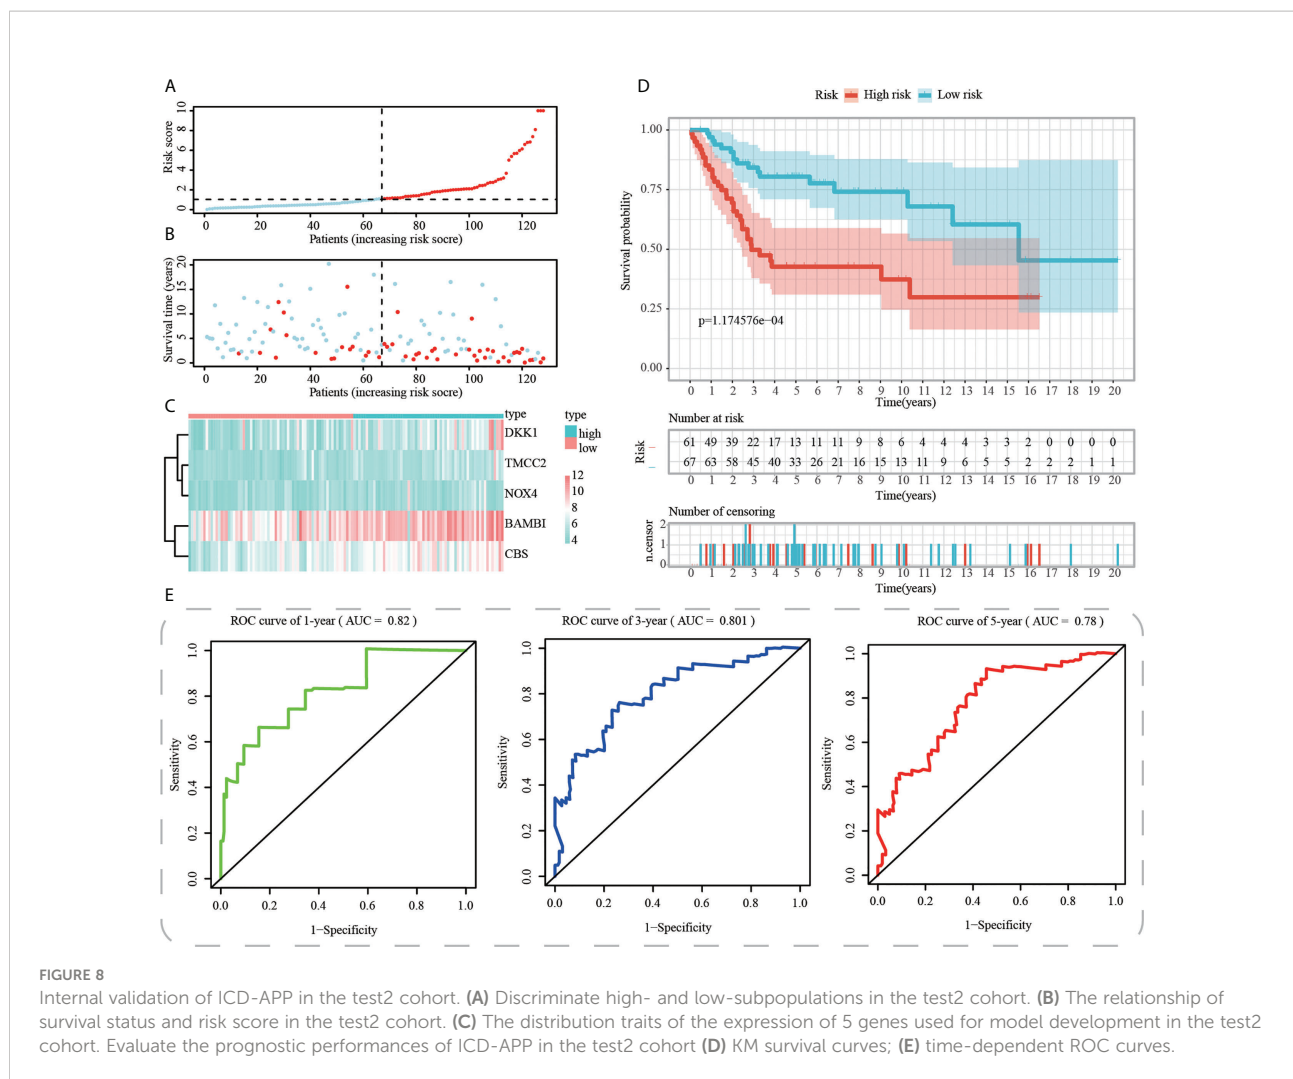 A
Risk score
0 2 4 6 8 10
0 20 40 60 80 100 120
Patients (increasing risk socre)
B
Survival time (years)
0 5 10 15 20
0 20 40 60 80 100 120
Patients (increasing risk socre)
C
type
DKK1
TMCC2
NOX4
BAMBI
CBS
type
high
low
12
10
8
6
4
D
Risk High risk Low risk
Survival probability
1.00
0.75
0.50
0.25
0.00
p=1.174576e−04
0 1 2 3 4 5 6 7 8 9 10 11 12 13 14 15 16 17 18 19 20
Time(years)
Number at risk
Risk
61 49 39 22 17 13 11 11 9 8 6 4 4 4 3 3 2 0 0 0 0
67 63 58 45 40 33 26 21 16 15 13 11 9 6 5 5 2 2 2 1 1
0 1 2 3 4 5 6 7 8 9 10 11 12 13 14 15 16 17 18 19 20
Time(years)
Number of censoring
n.censor
2
1
0
0 1 2 3 4 5 6 7 8 9 10 11 12 13 14 15 16 17 18 19 20
Time(years)
E
ROC curve of 1-year ( AUC = 0.82 )
Sensitivity
0.0 0.2 0.4 0.6 0.8 1.0
0.0 0.2 0.4 0.6 0.8 1.0
1−Specificity
ROC curve of 3-year ( AUC = 0.801 )
Sensitivity
0.0 0.2 0.4 0.6 0.8 1.0
0.0 0.2 0.4 0.6 0.8 1.0
1−Specificity
ROC curve of 5-year ( AUC = 0.78 )
Sensitivity
0.0 0.2 0.4 0.6 0.8 1.0
0.0 0.2 0.4 0.6 0.8 1.0
1−Specificity
FIGURE 8
Internal validation of ICD-APP in the test2 cohort. (A) Discriminate high- and low-subpopulations in the test2 cohort. (B) The relationship of
survival status and risk score in the test2 cohort. (C) The distribution traits of the expression of 5 genes used for model development in the test2
cohort. Evaluate the prognostic performances of ICD-APP in the test2 cohort (D) KM survival curves; (E) time-dependent ROC curves.